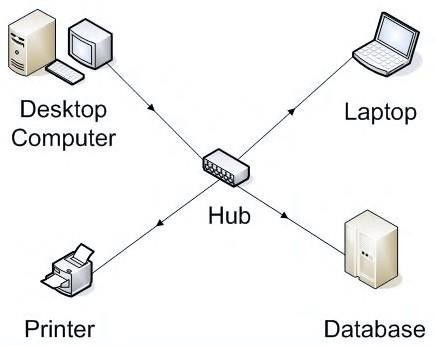 Desktop
Computer
Laptop
Hub
Printer
Database